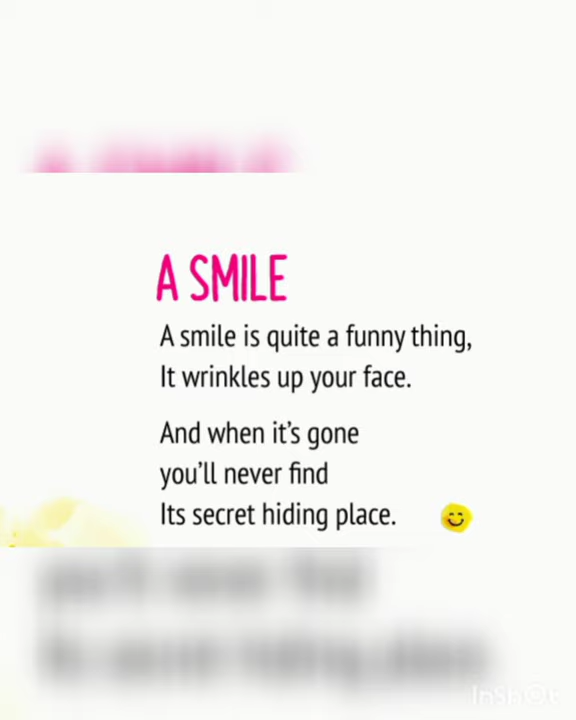 A SMILE
A smile is quite a funny thing,
It wrinkles up your face.
And when it's gone
you'll never find
Its secret hiding place.
InShOt